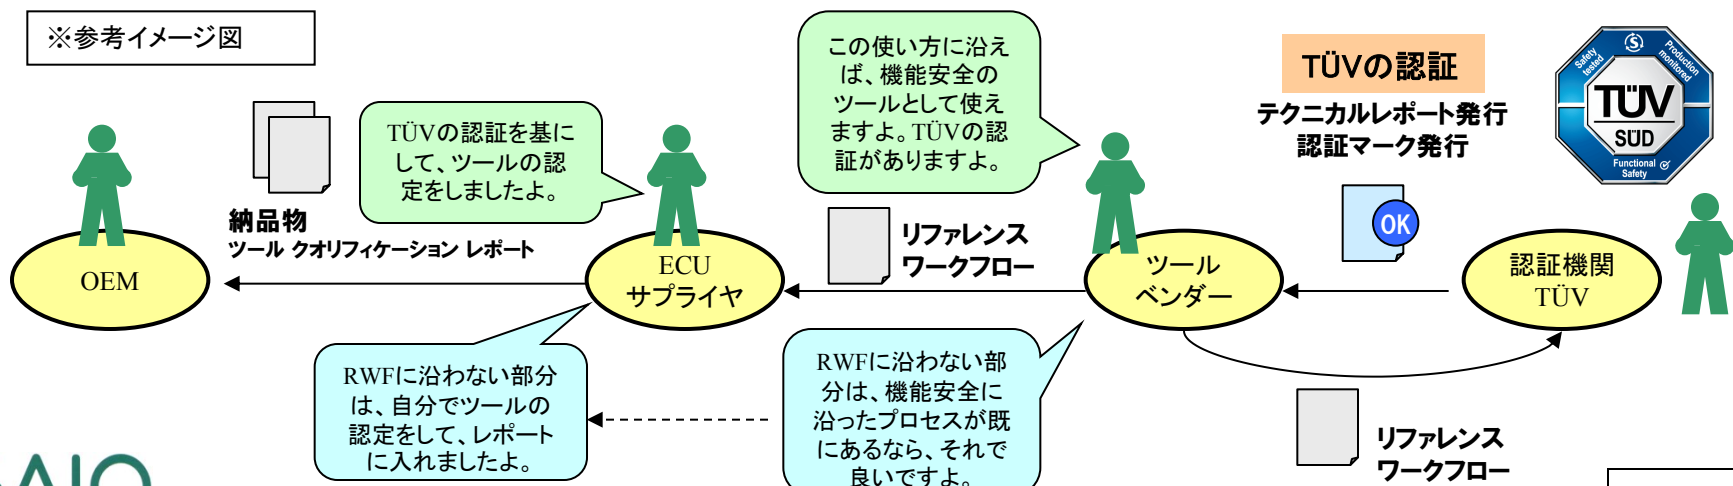 ※参考イメージ図
この使い方に沿え
ば、機能安全の
ツールとして使え
ますよ。TÜVの認
証がありますよ。
TÜVの認証
テクニカルレポート発行
認証マーク発行
Safety tested
Production monitored
TÜV
SÜD
Functional
Safety
TÜVの認証を基に
して、ツールの認
定をしましたよ。
納品物
ツール クオリフィケーション レポート
リファレンス
ワークフロー
OK
OEM
ECU
サプライヤ
ツール
ベンダー
認証機関
TÜV
RWFに沿わない部分
は、自分でツールの
認定をして、レポート
に入れましたよ。
RWFに沿わない部
分は、機能安全に
沿ったプロセスが既
にあるなら、それで
良いですよ。
リファレンス
ワークフロー